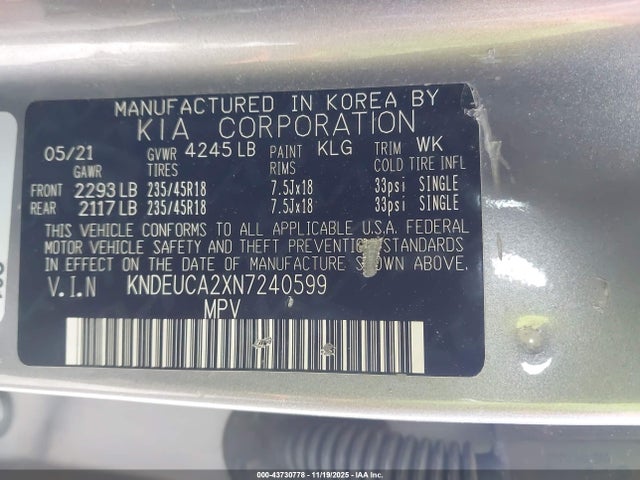 MANUFACTURED IN KOREA BY
KIA CORPORATION
05/21 GVWR 4245 LB PAINT KLG TRIM WK
GAWR TIRES RIMS COLD TIRE INFL
FRONT 2293 LB 235/45R18 7.5Jx18 33psi SINGLE
REAR 2117 LB 235/45R18 7.5Jx18 33psi SINGLE
THIS VEHICLE CONFORMS TO ALL APPLICABLE U.S.A. FEDERAL
MOTOR VEHICLE SAFETY AND THEFT PREVENTION STANDARDS
IN EFFECT ON THE DATE OF MANUFACTURE SHOWN ABOVE.
V.I.N KNDEUCA2XN7240599
MPV
000-43730778 - 11/19/2025 - IAA Inc.